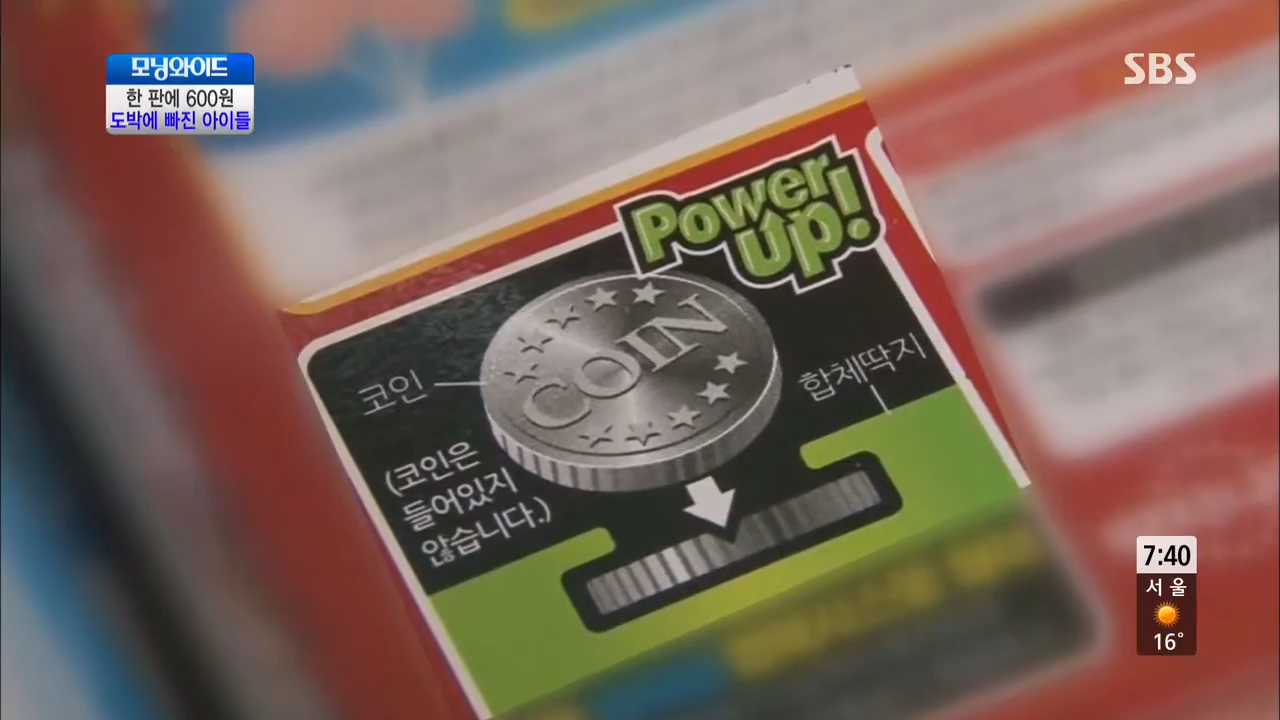 모닝와이드
한 판에 600원
도박에 빠진 아이들
SBS
Power
Up!
COIN
코인
합체딱지
(코인은
들어있지
않습니다.)
7:40
서울
16°